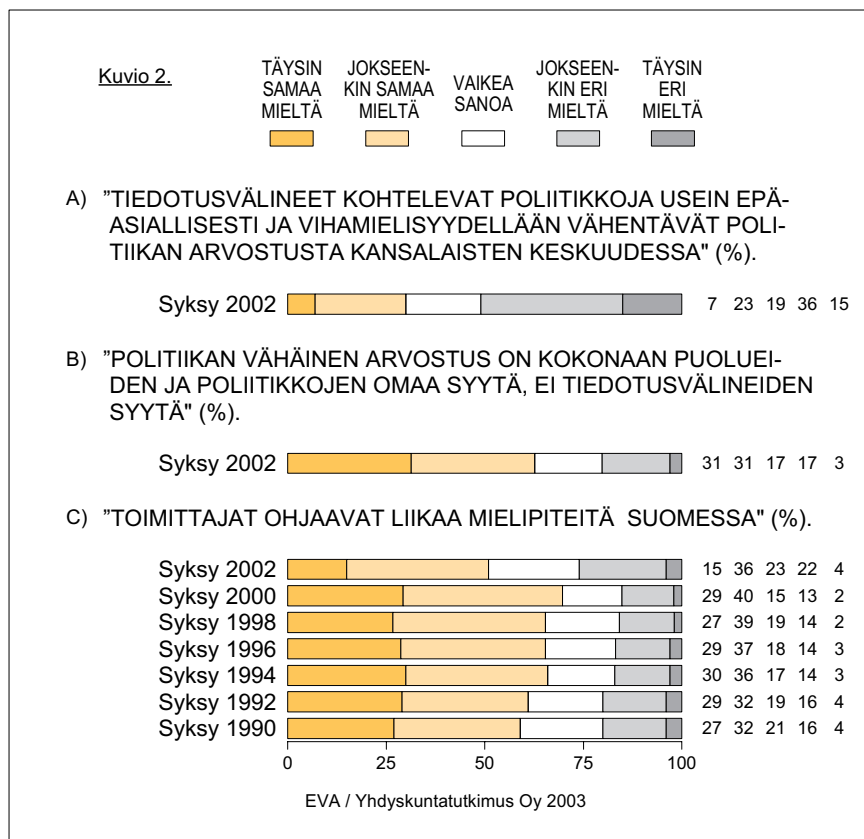 Kuvio 2.
TÄYSIN SAMAA MIELTÄ
JOKSEEN-KIN SAMAA MIELTÄ
VAIKEA SANOA
JOKSEEN-KIN ERI MIELTÄ
TÄYSIN ERI MIELTÄ
A) ”TIEDOTUSVÄLINEET KOHTELEVAT POLIITIKKOJA USEIN EPÄ-
ASIALLISESTI JA VIHAMIELISYYDELLÄÄN VÄHENTÄVÄT POLI-
TIIKAN ARVOSTUSTA KANSALAISTEN KESKUUDESSA" (%).
Syksy 2002 7 23 19 36 15
B) ”POLITIIKAN VÄHÄINEN ARVOSTUS ON KOKONAAN PUOLUEI-
DEN JA POLIITIKKOJEN OMAA SYYTÄ, EI TIEDOTUSVÄLINEIDEN
SYYTÄ" (%).
Syksy 2002 31 31 17 17 3
C) ”TOIMITTAJAT OHJAAVAT LIIKAA MIELIPITEITÄ SUOMESSA" (%).
Syksy 2002 15 36 23 22 4
Syksy 2000 29 40 15 13 2
Syksy 1998 27 39 19 14 2
Syksy 1996 29 37 18 14 3
Syksy 1994 30 36 17 14 3
Syksy 1992 29 32 19 16 4
Syksy 1990 27 32 21 16 4
0 25 50 75 100
EVA / Yhdyskuntatutkimus Oy 2003